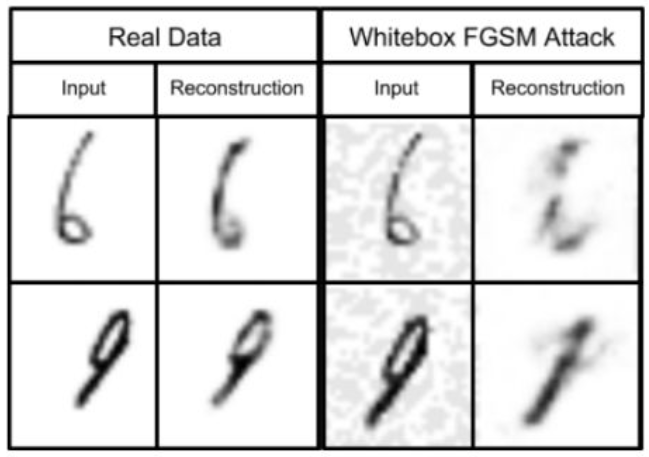 Real Data Whitebox FGSM Attack
Input Reconstruction Input Reconstruction